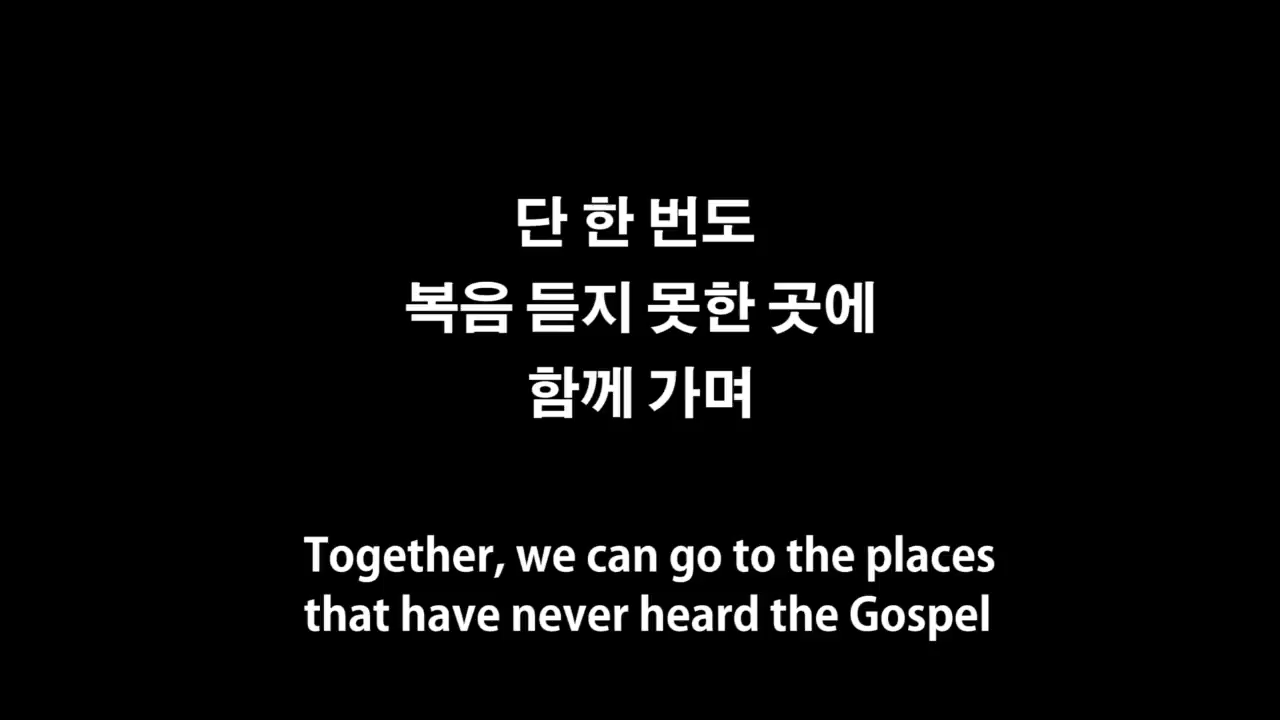 단 한 번도
복음 듣지 못한 곳에
함께 가며
Together, we can go to the places
that have never heard the Gospel